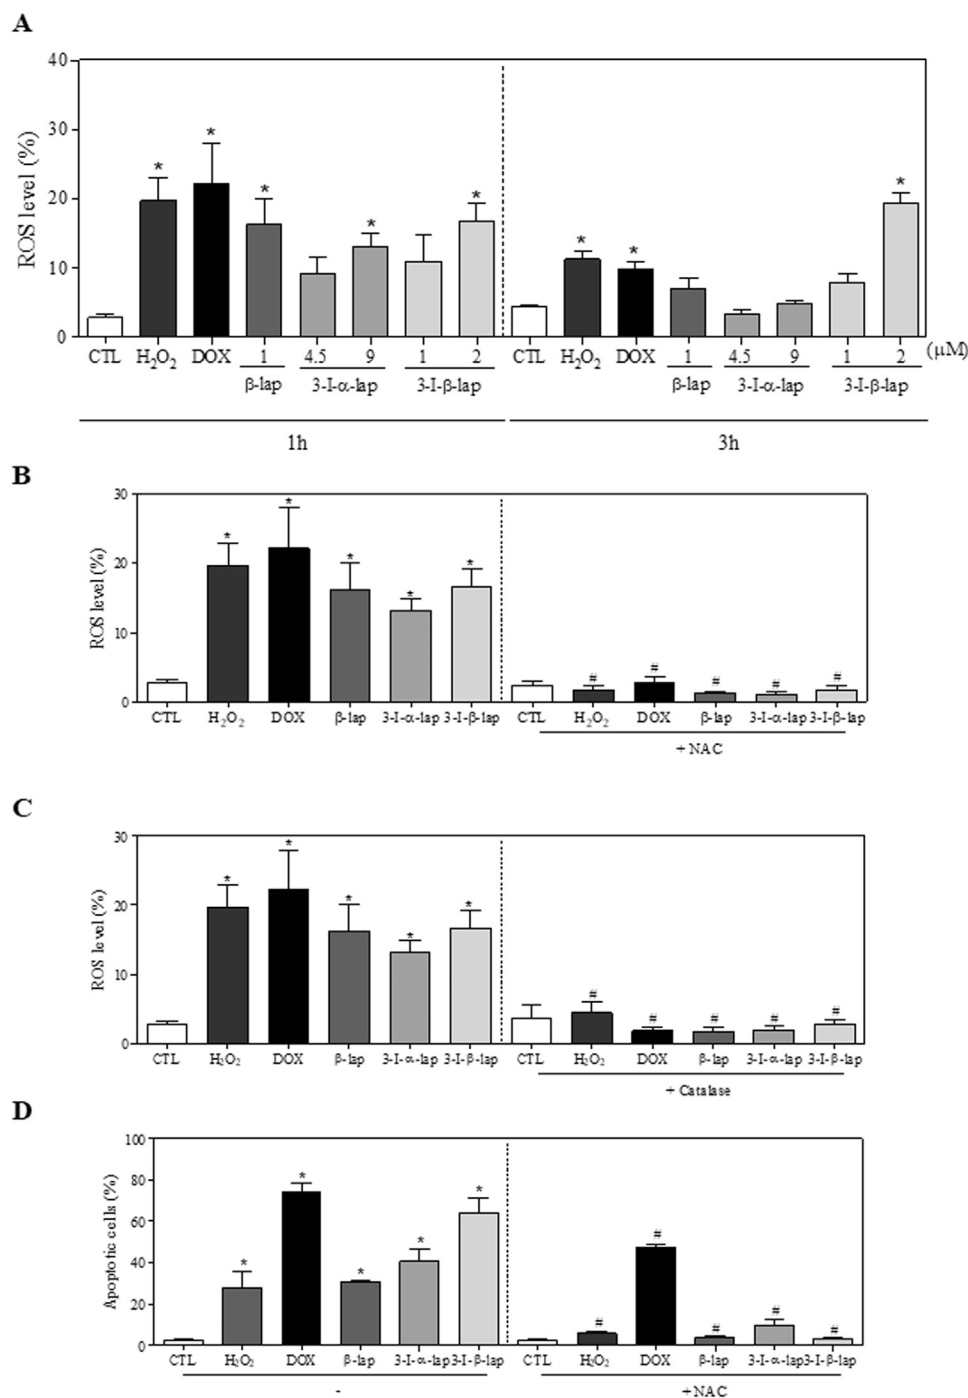 A
ROS level (%)
40
30
20
10
0
* * * * * * * *
CTL H₂O₂ DOX 1 4.5 9 1 2 CTL H₂O₂ DOX 1 4.5 9 1 2 (μM)
β-lap 3-I-α-lap 3-I-β-lap β-lap 3-I-α-lap 3-I-β-lap
1h 3h
B
ROS level (%)
30
20
10
0
* * * * * # # # # #
CTL H₂O₂ DOX β-lap 3-I-α-lap 3-I-β-lap CTL H₂O₂ DOX β-lap 3-I-α-lap 3-I-β-lap
+ NAC
C
ROS level (%)
30
20
10
0
* * * * * # # # # #
CTL H₂O₂ DOX β-lap 3-I-α-lap 3-I-β-lap CTL H₂O₂ DOX β-lap 3-I-α-lap 3-I-β-lap
+ Catalase
D
Apoptotic cells (%)
100
80
60
40
20
0
* * * * * # # # # #
CTL H₂O₂ DOX β-lap 3-I-α-lap 3-I-β-lap CTL H₂O₂ DOX β-lap 3-I-α-lap 3-I-β-lap
- +NAC